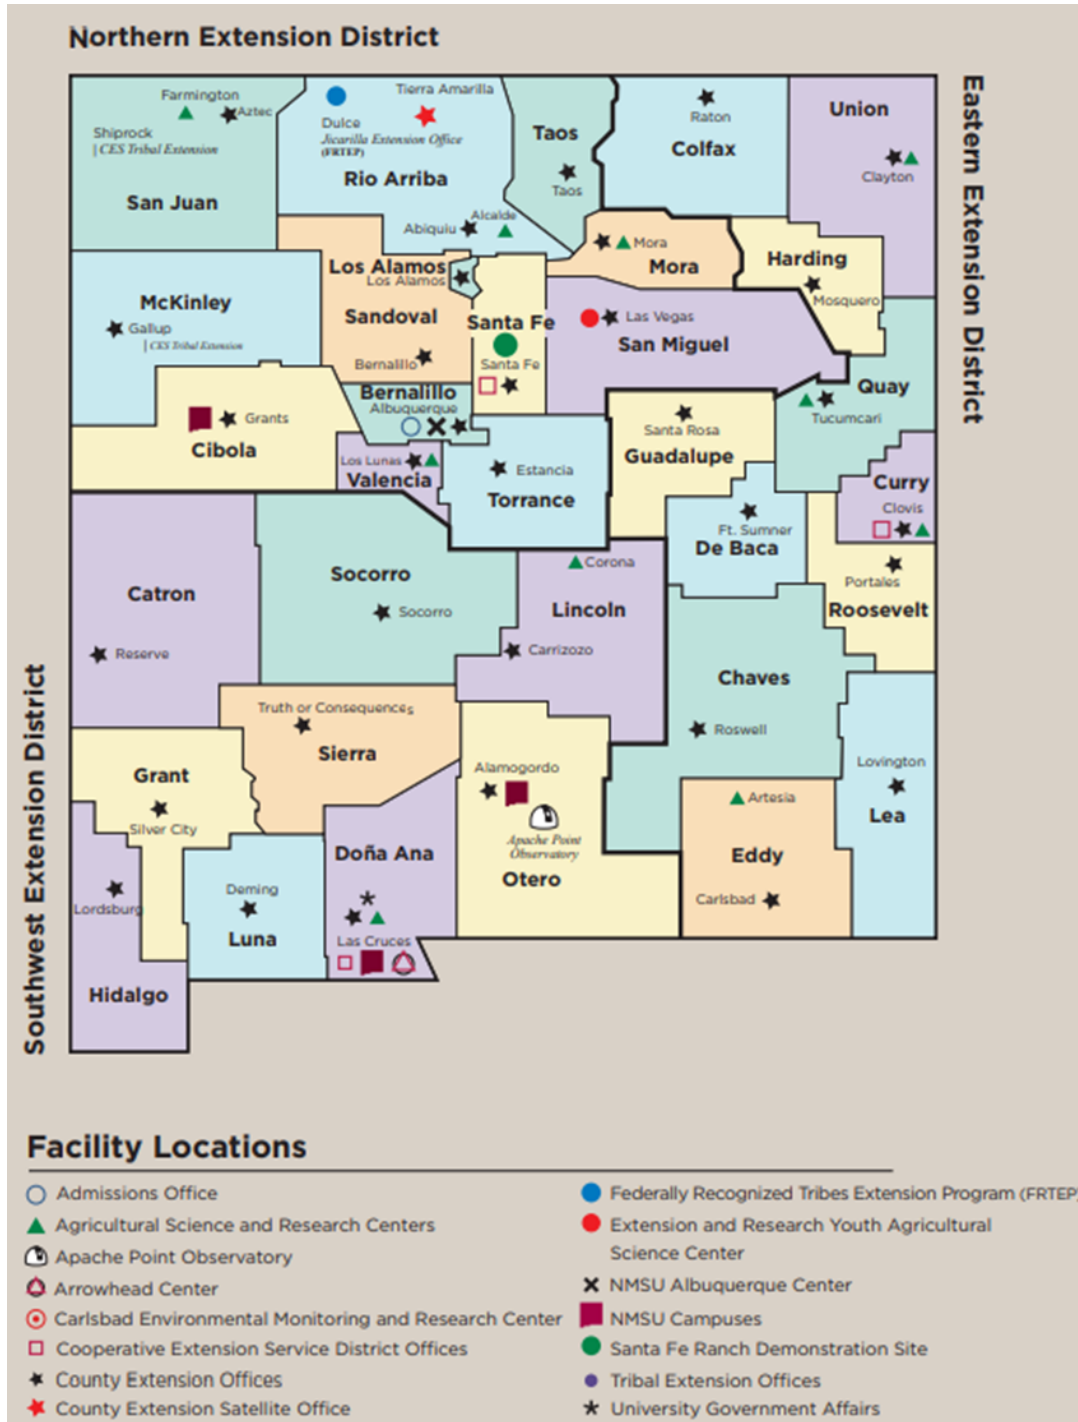 Northern Extension District
Eastern Extension District
Southwest Extension District
Farmington
Aztec
Shiprock
| CES Tribal Extension
San Juan
Tierra Amarilla
Dulce
Jicarilla Extension Office
(FRTEP)
Rio Arriba
Alcalde
Abiquiu
Taos
Taos
Raton
Colfax
Union
Clayton
Mora
Mora
Harding
Mosquero
Los Alamos
Los Alamos
Sandoval
Bernalillo
McKinley
Gallup
| CES Tribal Extension
Santa Fe
Santa Fe
Las Vegas
San Miguel
Quay
Tucumcari
Bernalillo
Albuquerque
Grants
Cibola
Los Lunas
Valencia
Estancia
Torrance
Santa Rosa
Guadalupe
Curry
Clovis
Ft. Sumner
De Baca
Portales
Roosevelt
Catron
Reserve
Socorro
Socorro
Corona
Lincoln
Carrizozo
Chaves
Roswell
Truth or Consequences
Sierra
Grant
Silver City
Alamogordo
Apache Point
Observatory
Otero
Lovington
Lea
Artesia
Eddy
Carlsbad
Doña Ana
Las Cruces
Deming
Luna
Lordsburg
Hidalgo
Facility Locations
Admissions Office
Agricultural Science and Research Centers
Apache Point Observatory
Arrowhead Center
Carlsbad Environmental Monitoring and Research Center
Cooperative Extension Service District Offices
County Extension Offices
County Extension Satellite Office
Federally Recognized Tribes Extension Program (FRTEP)
Extension and Research Youth Agricultural
Science Center
NMSU Albuquerque Center
NMSU Campuses
Santa Fe Ranch Demonstration Site
Tribal Extension Offices
University Government Affairs